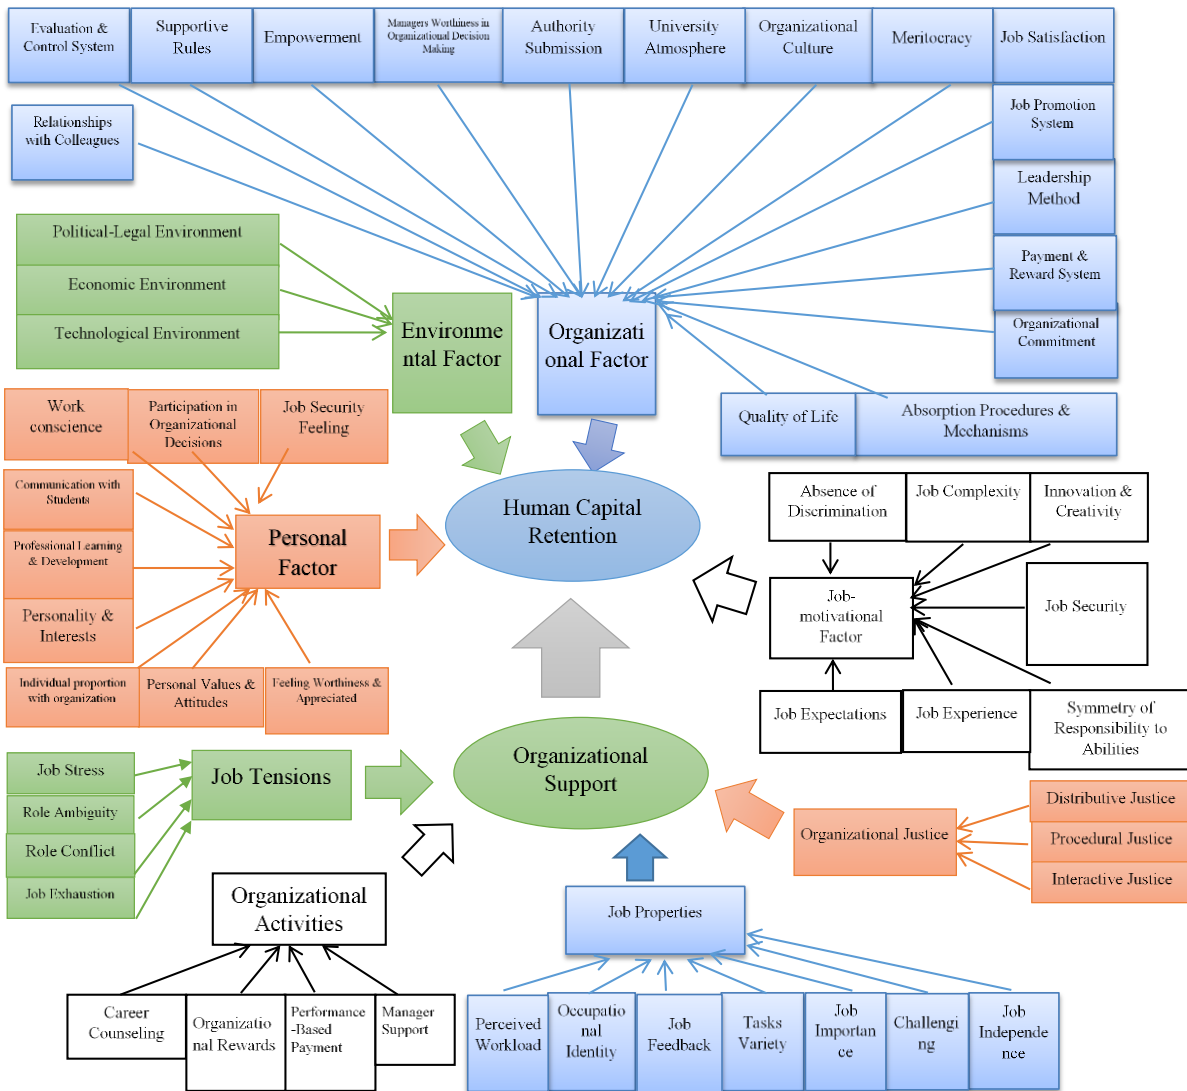 Evaluation &
Control System
Supportive
Rules
Empowerment
Managers Worthiness in
Organizational Decision
Making
Authority
Submission
University
Atmosphere
Organizational
Culture
Meritocracy
Job Satisfaction
Relationships
with Colleagues
Job Promotion
System
Leadership
Method
Payment &
Reward System
Organizational
Commitment
Political-Legal Environment
Economic Environment
Technological Environment
Environme
ntal Factor
Organizati
onal Factor
Quality of Life
Absorption Procedures &
Mechanisms
Work
conscience
Participation in
Organizational
Decisions
Job Security
Feeling
Communication with
Students
Professional Learning
& Development
Personality &
Interests
Individual proportion
with organization
Personal Values &
Attitudes
Feeling Worthiness &
Appreciated
Personal
Factor
Human Capital
Retention
Absence of
Discrimination
Job Complexity
Innovation &
Creativity
Job-
motivational
Factor
Job Security
Job Expectations
Job Experience
Symmetry of
Responsibility to
Abilities
Job Stress
Role Ambiguity
Role Conflict
Job Exhaustion
Job Tensions
Organizational
Support
Organizational Justice
Distributive Justice
Procedural Justice
Interactive Justice
Organizational
Activities
Career
Counseling
Organizatio
nal Rewards
Performance
-Based
Payment
Manager
Support
Job Properties
Perceived
Workload
Occupation
al Identity
Job
Feedback
Tasks
Variety
Job
Importan
ce
Challengi
ng
Job
Independe
nce